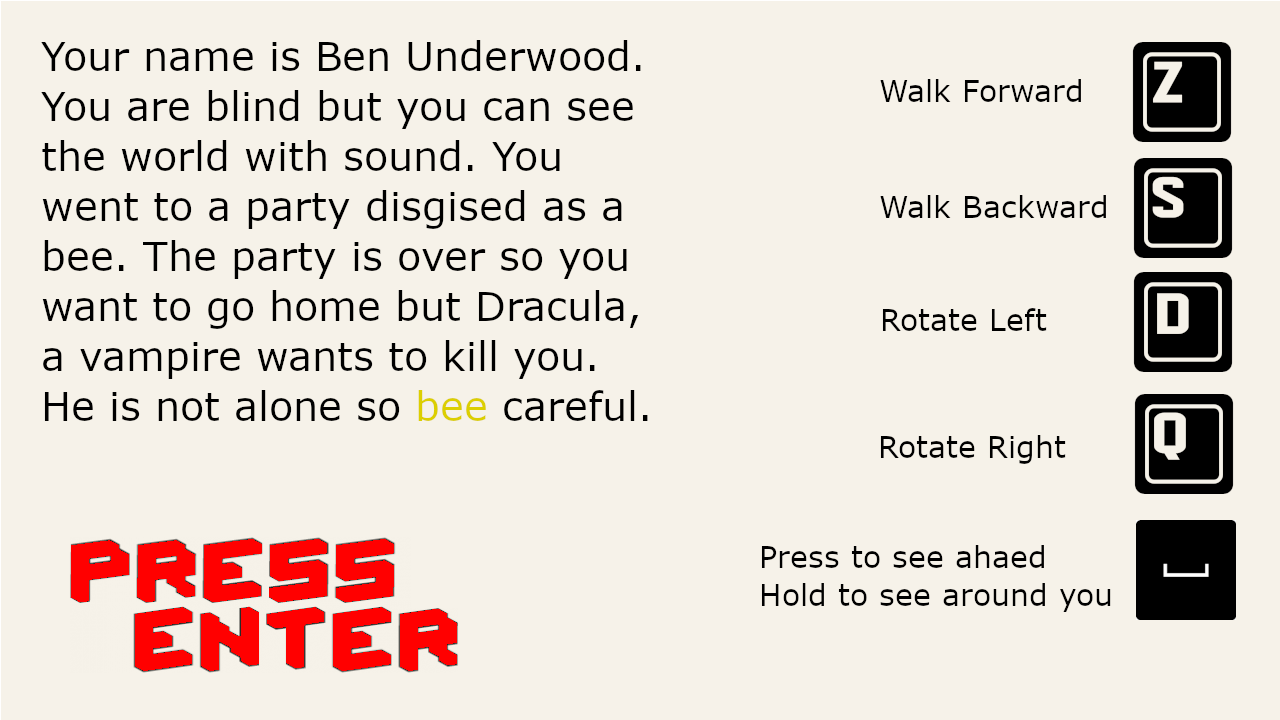 Your name is Ben Underwood.
You are blind but you can see
the world with sound. You
went to a party disgised as a
bee. The party is over so you
want to go home but Dracula,
a vampire wants to kill you.
He is not alone so bee careful.
PRESS
ENTER
Walk Forward Z
Walk Backward S
Rotate Left D
Rotate Right Q
Press to see ahaed
Hold to see around you